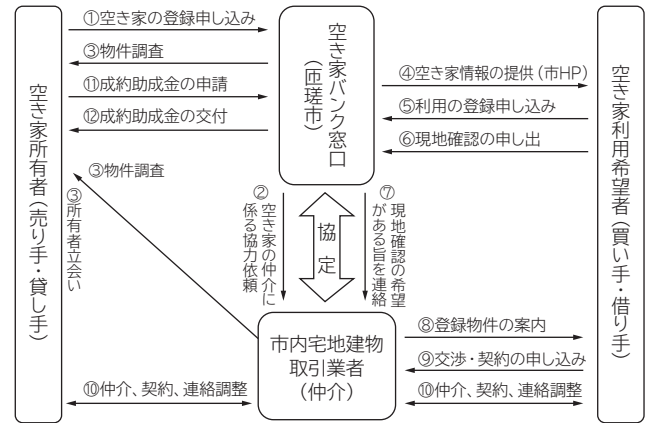 ①空き家の登録申し込み
③物件調査
⑪成約助成金の申請
⑫成約助成金の交付
空き家所有者(売り手・貸し手)
③所有者立会い
③物件調査
空き家バンク窓口
(匝瑳市)
④空き家情報の提供(市HP)
⑤利用の登録申し込み
⑥現地確認の申し出
空き家利用希望者(買い手・借り手)
②空き家の仲介に
係る協力依頼
協定
⑦現地確認の希望
がある旨を連絡
市内宅地建物
取引業者
(仲介)
⑧登録物件の案内
⑨交渉・契約の申し込み
⑩仲介、契約、連絡調整
⑩仲介、契約、連絡調整